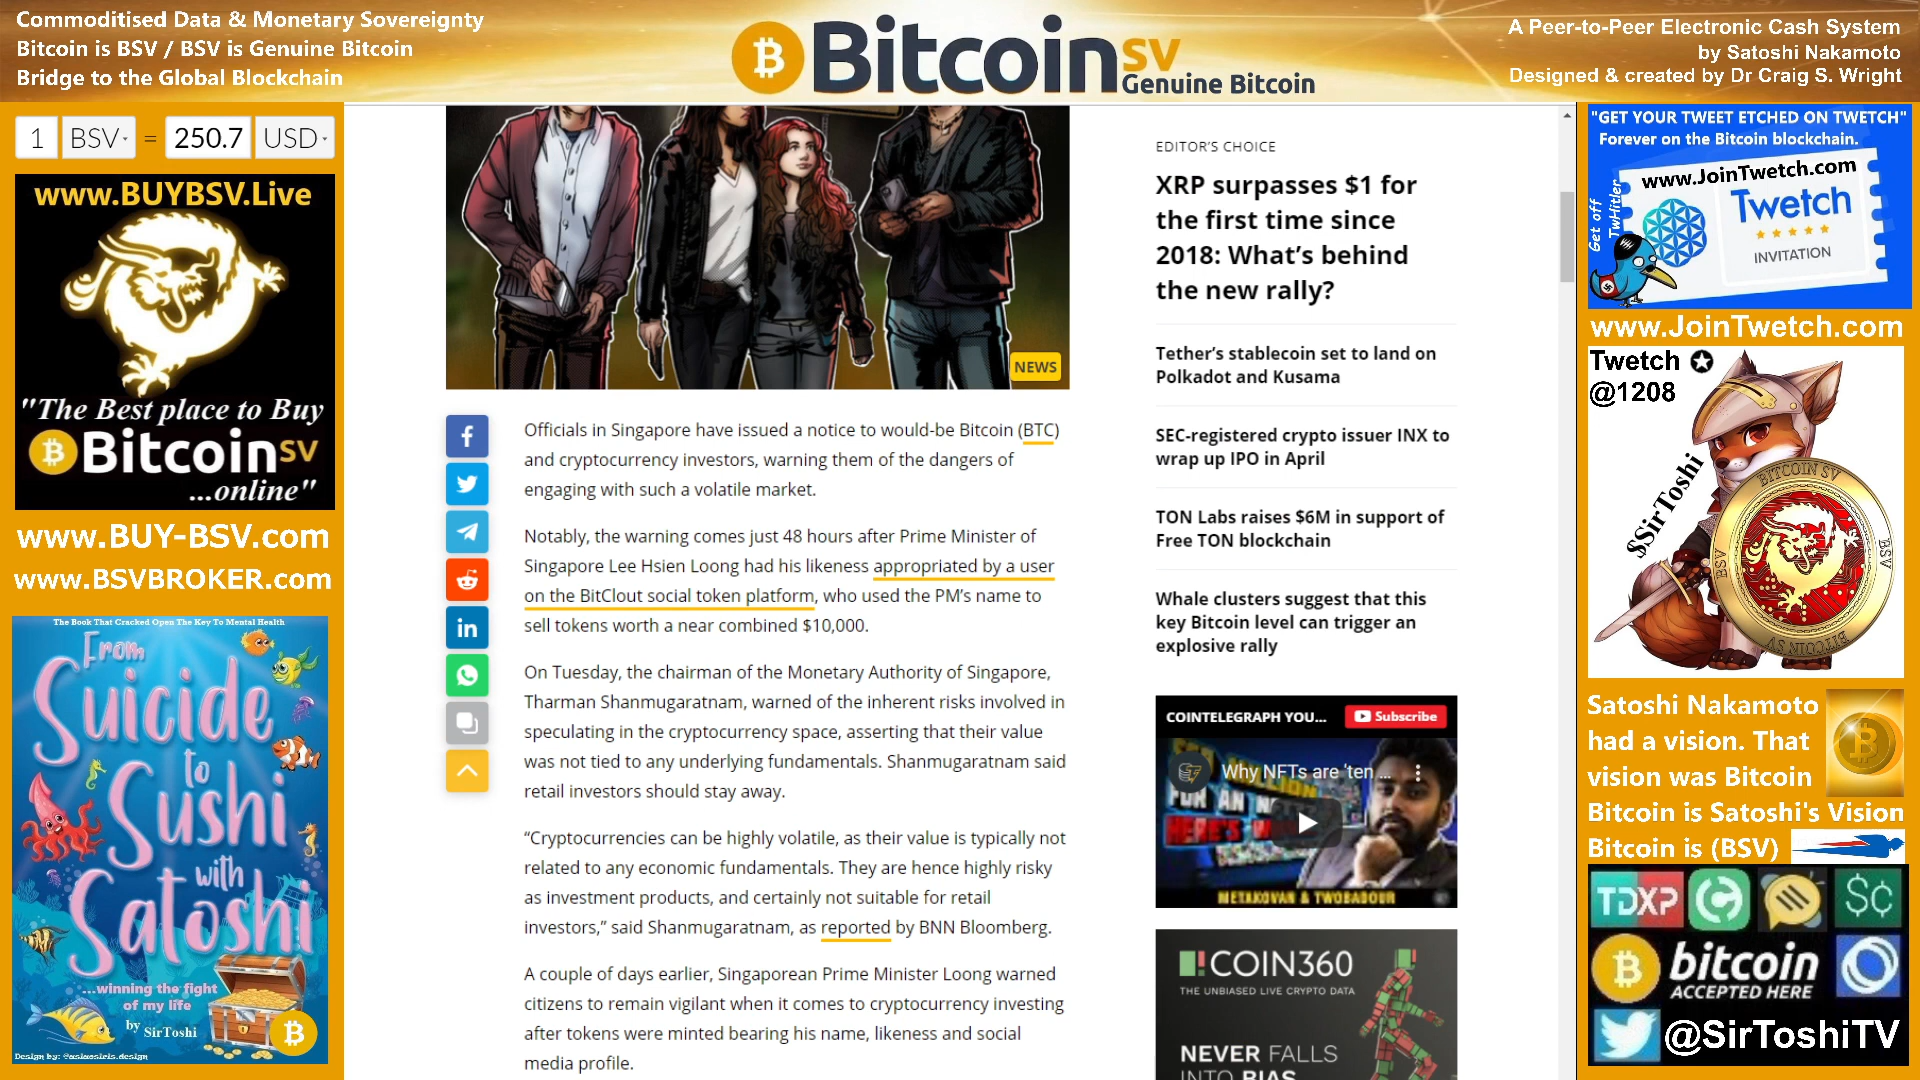 Commoditised Data & Monetary Sovereignty
Bitcoin is BSV / BSV is Genuine Bitcoin
Bridge to the Global Blockchain
BitcoinSV
Genuine Bitcoin
A Peer-to-Peer Electronic Cash System
by Satoshi Nakamoto
Designed & created by Dr Craig S. Wright
1 BSV = 250.7 USD
www.BUYBSV.Live
"The Best place to Buy
BitcoinSV
...online"
www.BUY-BSV.com
www.BSVBROKER.com
The Book That Cracked Open The Key To Mental Health
From
Suicide
to
Sushi
with
Satoshi
...winning the fight
of my life
by SirToshi
NEWS
Officials in Singapore have issued a notice to would-be Bitcoin (BTC)
and cryptocurrency investors, warning them of the dangers of
engaging with such a volatile market.
Notably, the warning comes just 48 hours after Prime Minister of
Singapore Lee Hsien Loong had his likeness appropriated by a user
on the BitClout social token platform, who used the PM's name to
sell tokens worth a near combined $10,000.
On Tuesday, the chairman of the Monetary Authority of Singapore,
Tharman Shanmugaratnam, warned of the inherent risks involved in
speculating in the cryptocurrency space, asserting that their value
was not tied to any underlying fundamentals. Shanmugaratnam said
retail investors should stay away.
“Cryptocurrencies can be highly volatile, as their value is typically not
related to any economic fundamentals. They are hence highly risky
as investment products, and certainly not suitable for retail
investors,” said Shanmugaratnam, as reported by BNN Bloomberg.
A couple of days earlier, Singaporean Prime Minister Loong warned
citizens to remain vigilant when it comes to cryptocurrency investing
after tokens were minted bearing his name, likeness and social
media profile.
EDITOR’S CHOICE
XRP surpasses $1 for
the first time since
2018: What’s behind
the new rally?
Tether’s stablecoin set to land on
Polkadot and Kusama
SEC-registered crypto issuer INX to
wrap up IPO in April
TON Labs raises $6M in support of
Free TON blockchain
Whale clusters suggest that this
key Bitcoin level can trigger an
explosive rally
COINTELEGRAPH YOU... Subscribe
Why NFTs are 'ten ...
FOR AN
METAKOVAN & TWOBADOUR
COIN360
THE UNBIASED LIVE CRYPTO DATA
NEVER FALLS
INTO BIAS
"GET YOUR TWEET ETCHED ON TWETCH"
Forever on the Bitcoin blockchain.
www.JoinTwetch.com
Twetch
INVITATION
Get off
TwHitler
www.JoinTwetch.com
Twetch
@1208
$SirToshi
BITCOIN SV
BSV
BSV
BITCOIN SV
Satoshi Nakamoto
had a vision. That
vision was Bitcoin
Bitcoin is Satoshi's Vision
Bitcoin is (BSV)
TDXP
$¢
bitcoin
ACCEPTED HERE
@SirToshiTV